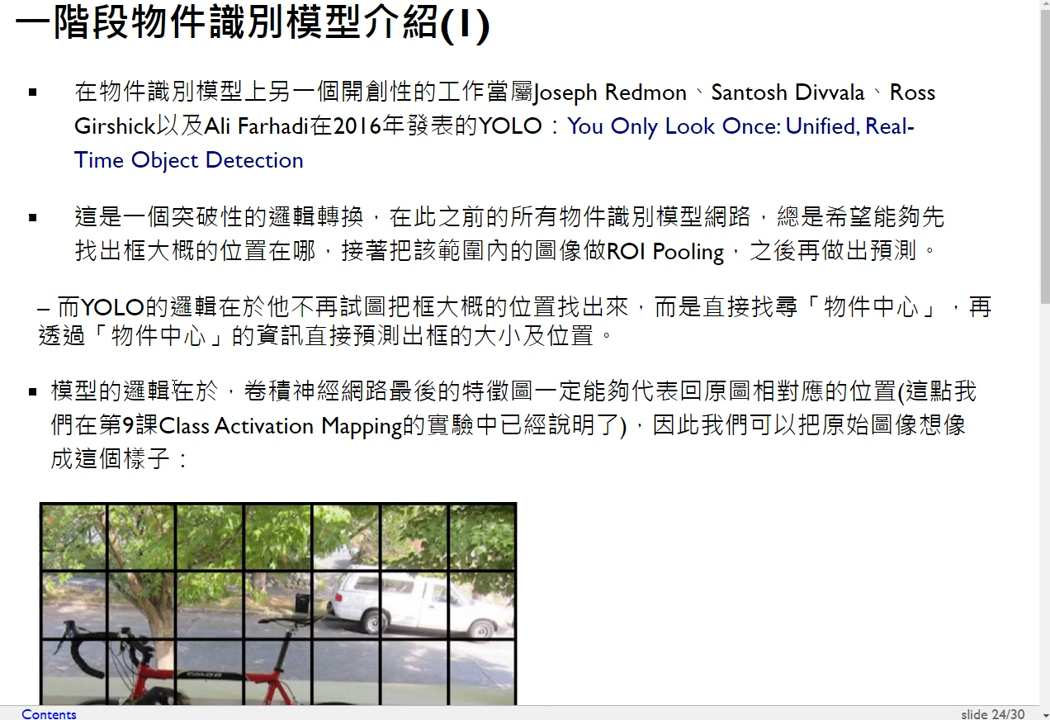 一階段物件識別模型介紹(1)
▪ 在物件識別模型上另一個開創性的工作當屬Joseph Redmon、Santosh Divvala、Ross
Girshick以及Ali Farhadi在2016年發表的YOLO：You Only Look Once: Unified, Real-
Time Object Detection
▪ 這是一個突破性的邏輯轉換，在此之前的所有物件識別模型網路，總是希望能夠先
找出框大概的位置在哪，接著把該範圍內的圖像做ROI Pooling，之後再做出預測。
– 而YOLO的邏輯在於他不再試圖把框大概的位置找出來，而是直接找尋「物件中心」，再
透過「物件中心」的資訊直接預測出框的大小及位置。
▪ 模型的邏輯在於，卷積神經網路最後的特徵圖一定能夠代表回原圖相對應的位置(這點我
們在第9課Class Activation Mapping的實驗中已經說明了)，因此我們可以把原始圖像想像
成這個樣子：
Contents
slide 24/30